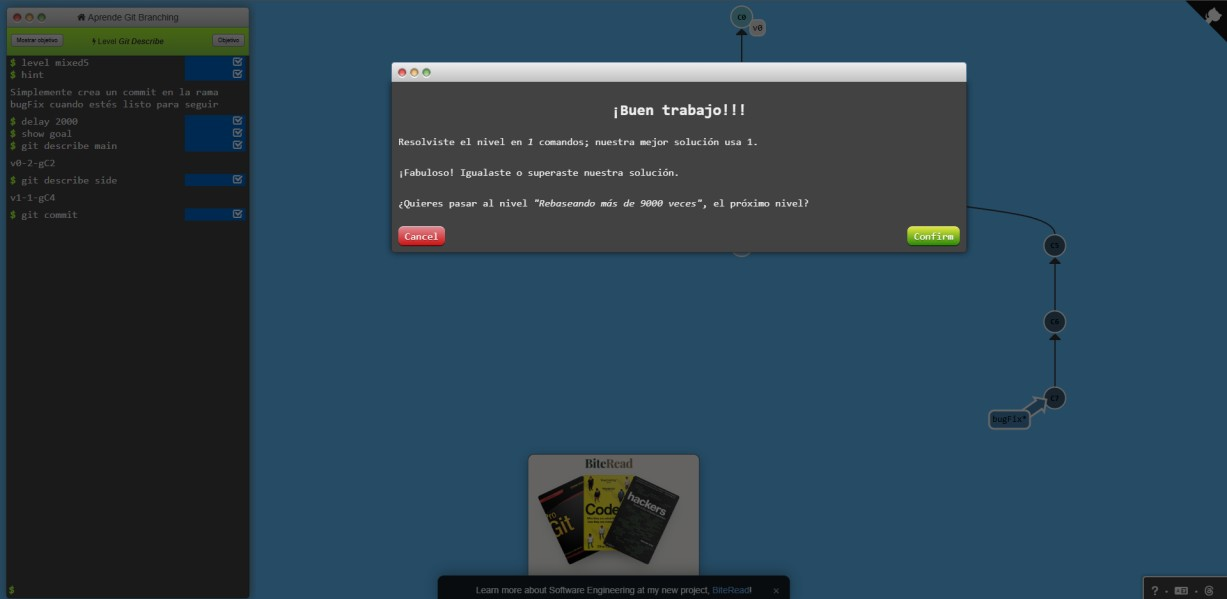 Aprende Git Branching
Mostrar objetivo
Level Git Describe
Objetivo
$ level mixed5
$ hint
Simplemente crea un commit en la rama
bugFix cuando estés listo para seguir
$ delay 2000
$ show goal
$ git describe main
v0-2-gC2
$ git describe side
v1-1-gC4
$ git commit
$
C0
v0
¡Buen trabajo!!!
Resolviste el nivel en 1 comandos; nuestra mejor solución usa 1.
¡Fabuloso! Igualaste o superaste nuestra solución.
¿Quieres pasar al nivel "Rebaseando más de 9000 veces", el próximo nivel?
Cancel
Confirm
C5
C6
C7
bugFix*
BiteRead
Pro Git
Code
hackers
Learn more about Software Engineering at my new project, BiteRead!
×
?